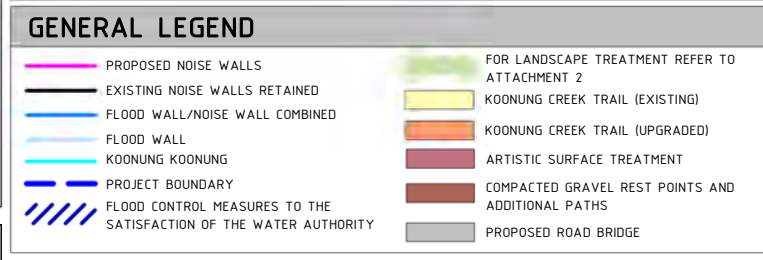 GENERAL LEGEND
PROPOSED NOISE WALLS
EXISTING NOISE WALLS RETAINED
FLOOD WALL/NOISE WALL COMBINED
FLOOD WALL
KOONUNG KOONUNG
PROJECT BOUNDARY
FLOOD CONTROL MEASURES TO THE
SATISFACTION OF THE WATER AUTHORITY
FOR LANDSCAPE TREATMENT REFER TO
ATTACHMENT 2
KOONUNG CREEK TRAIL (EXISTING)
KOONUNG CREEK TRAIL (UPGRADED)
ARTISTIC SURFACE TREATMENT
COMPACTED GRAVEL REST POINTS AND
ADDITIONAL PATHS
PROPOSED ROAD BRIDGE